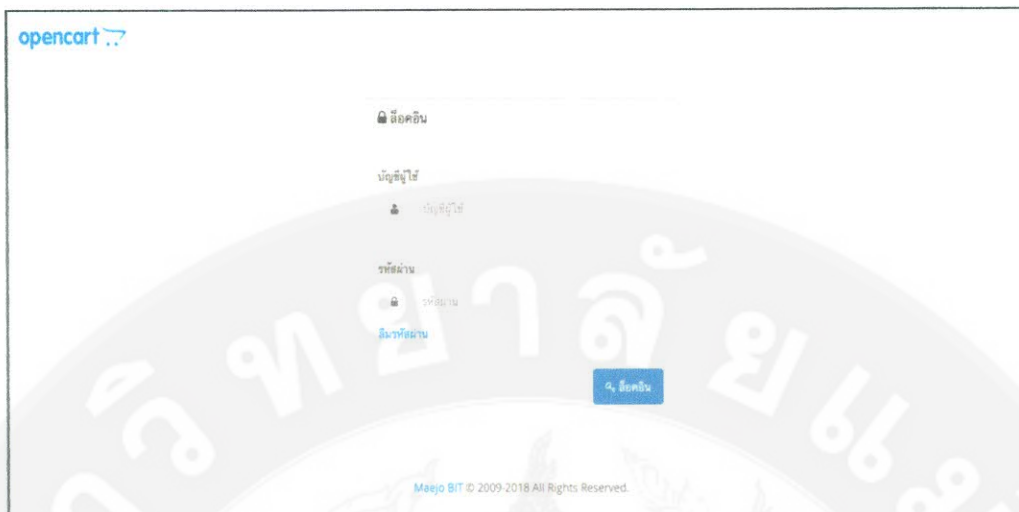 opencart
ล็อคอิน
บัญชีผู้ใช้
บัญชีผู้ใช้
รหัสผ่าน
รหัสผ่าน
ลืมรหัสผ่าน
ล็อคอิน
Maejo BIT © 2009-2018 All Rights Reserved.